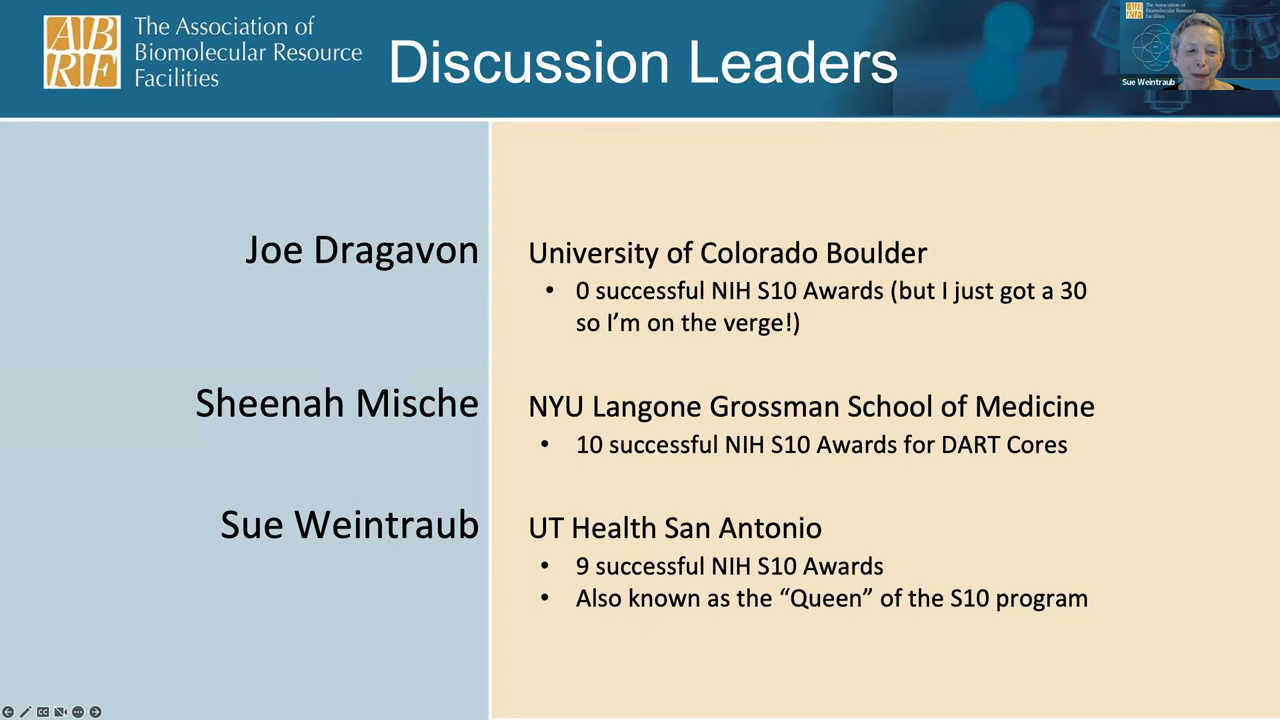 ABRF
The Association of
Biomolecular Resource
Facilities
Discussion Leaders
Sue Weintraub
Joe Dragavon
University of Colorado Boulder
• 0 successful NIH S10 Awards (but I just got a 30
so I’m on the verge!)
Sheenah Mische
NYU Langone Grossman School of Medicine
• 10 successful NIH S10 Awards for DART Cores
Sue Weintraub
UT Health San Antonio
• 9 successful NIH S10 Awards
• Also known as the “Queen” of the S10 program